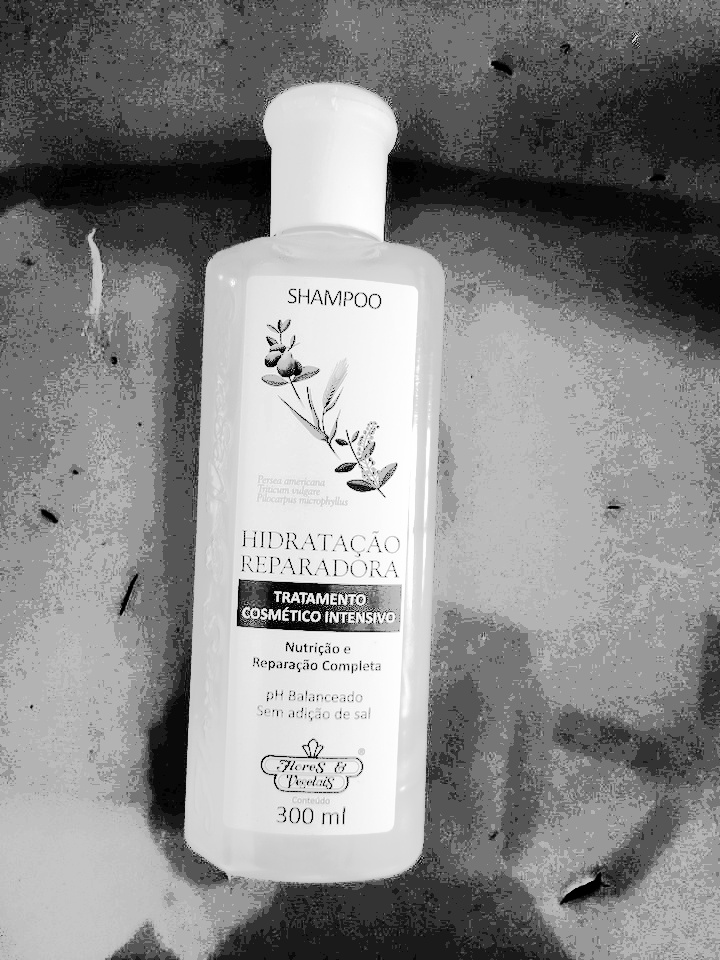 SHAMPOO
Persea americana
Triticum vulgare
Pilocarpus microphyllus
HIDRATAÇÃO
REPARADORA
TRATAMENTO
COSMÉTICO INTENSIVO
Nutrição e
Reparação Completa
pH Balanceado
Sem adição de sal
Flores &
Vegetais
®
Conteúdo
300 ml